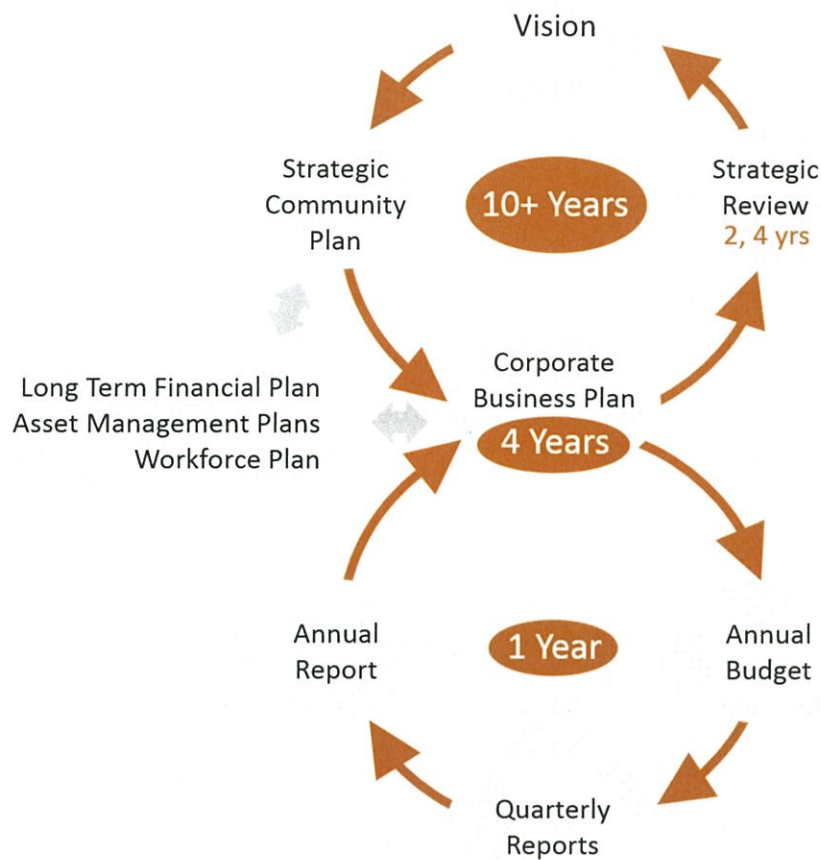 Vision
Strategic
Community
Plan
10+ Years
Strategic
Review
2, 4 yrs
Long Term Financial Plan
Asset Management Plans
Workforce Plan
Corporate
Business Plan
4 Years
Annual
Report
1 Year
Annual
Budget
Quarterly
Reports